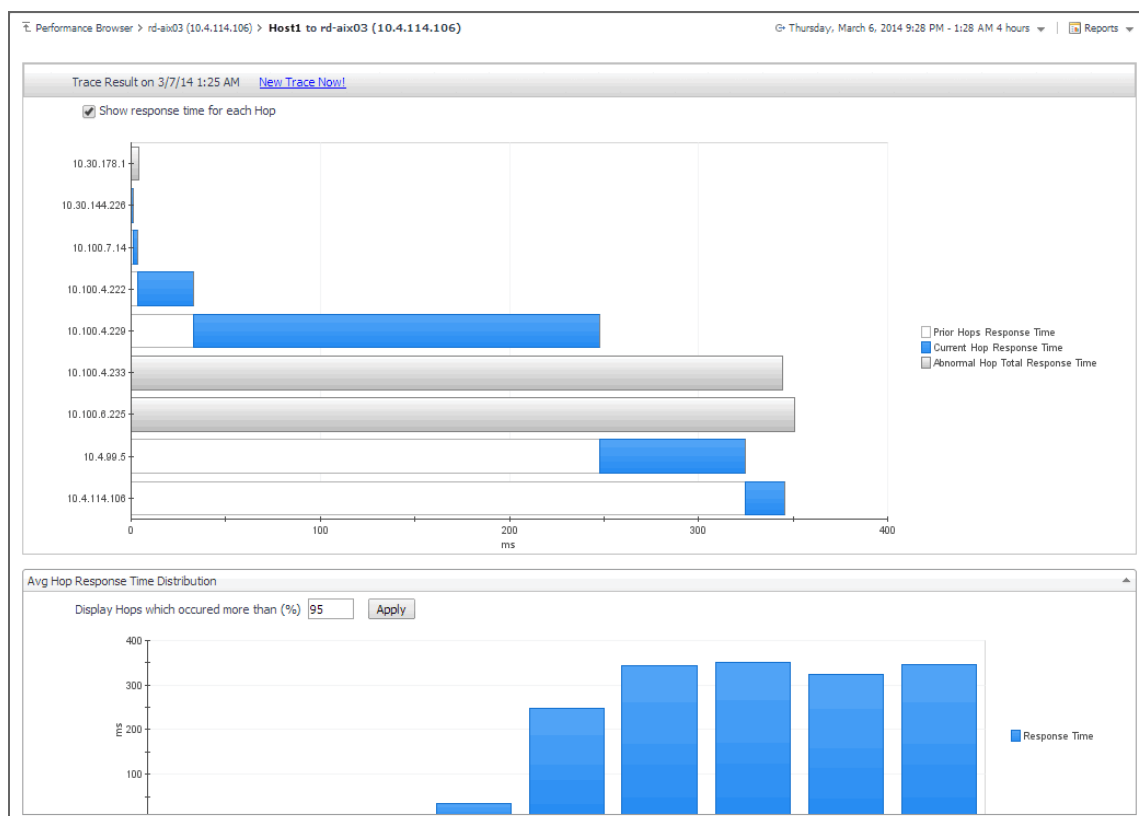 Performance Browser > rd-aix03 (10.4.114.106) > Host1 to rd-aix03 (10.4.114.106)
Thursday, March 6, 2014 9:28 PM - 1:28 AM 4 hours
Reports
Trace Result on 3/7/14 1:25 AM New Trace Now!
Show response time for each Hop
10.30.178.1
10.30.144.226
10.100.7.14
10.100.4.222
10.100.4.229
10.100.4.233
10.100.6.225
10.4.99.5
10.4.114.106
0 100 200 300 400
ms
Prior Hops Response Time
Current Hop Response Time
Abnormal Hop Total Response Time
Avg Hop Response Time Distribution
Display Hops which occured more than (%) 95 Apply
400
300
200
100
ms
Response Time